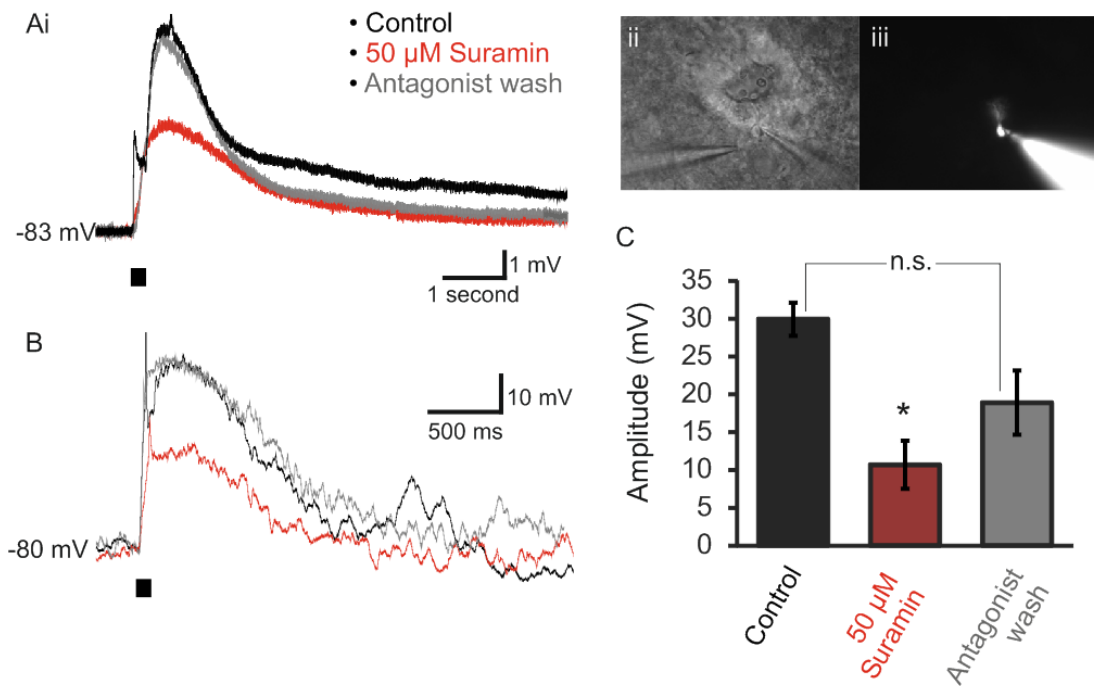 Ai
• Control
• 50 µM Suramin
• Antagonist wash
-83 mV
1 mV
1 second
ii
iii
B
10 mV
500 ms
-80 mV
C
n.s.
Amplitude (mV)
35
30
25
20
15
10
5
0
*
Control
50 µM
Suramin
Antagonist
wash